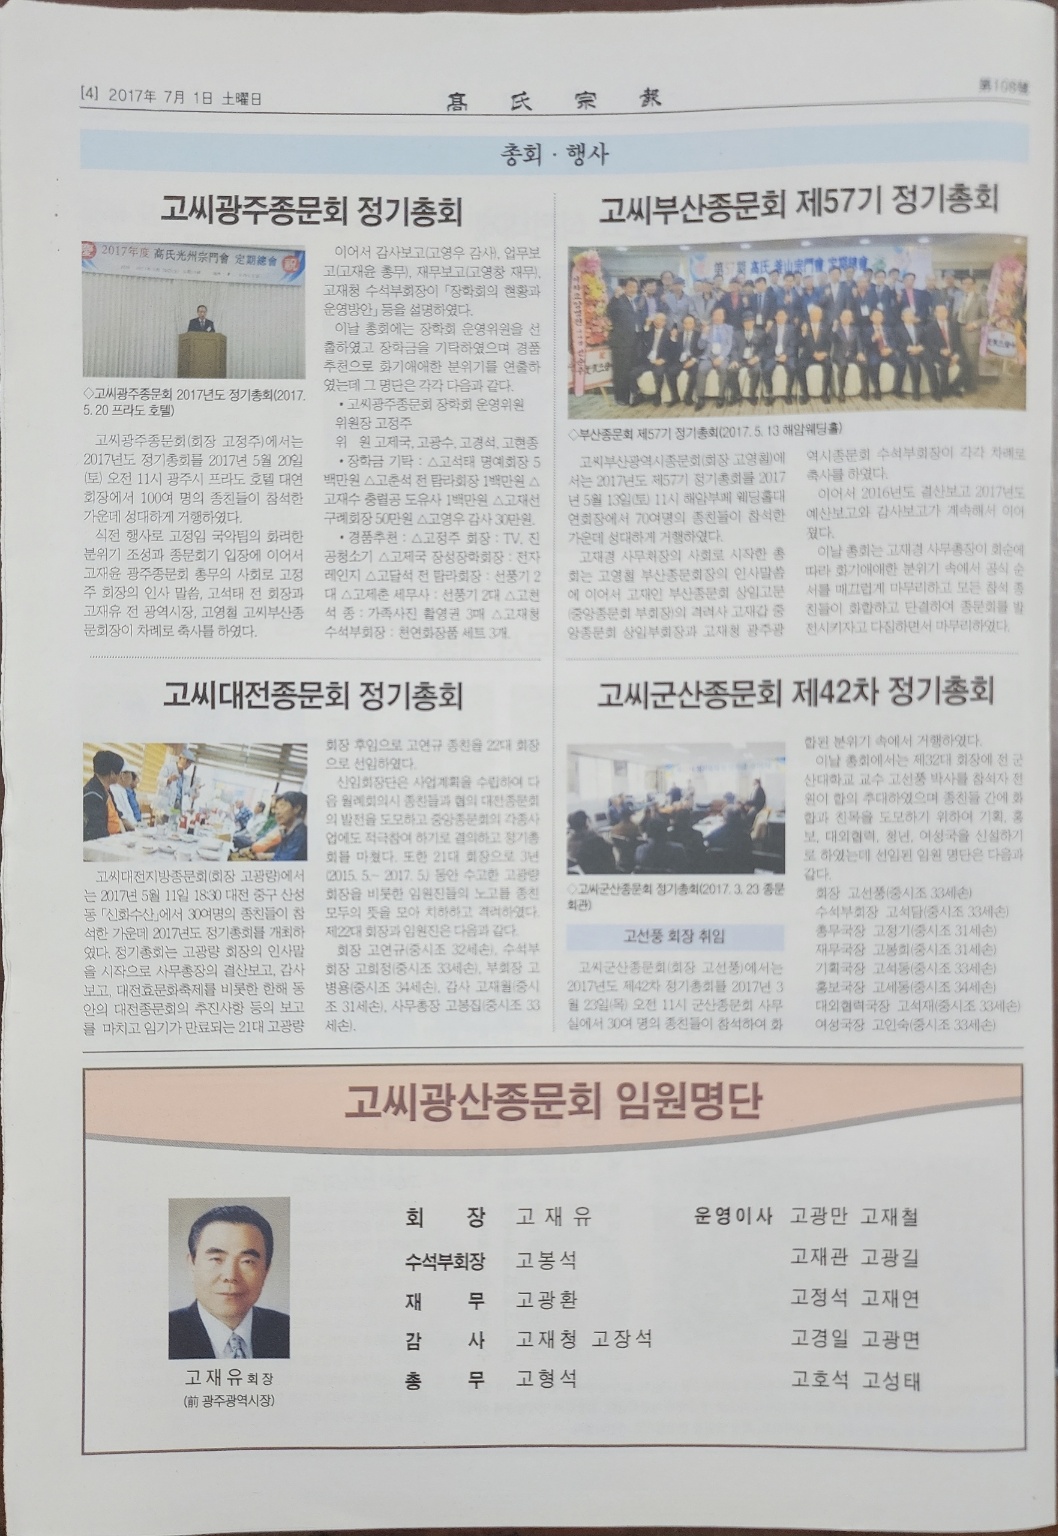 [4] 2017年 7月 1日 土曜日
高 氏 宗 報
第108號
총회 · 행사
고씨광주종문회 정기총회
2017年度 高氏光州宗門會 定期總會
◇고씨광주종문회 2017년도 정기총회(2017.
5. 20 프라도 호텔)
고씨광주종문회(회장 고정주)에서는
2017년도 정기총회를 2017년 5월 20일
(토) 오전 11시 광주시 프라도 호텔 대연
회장에서 100여 명의 종친들이 참석한
가운데 성대하게 거행하였다.
식전 행사로 고정임 국악팀의 화려한
분위기 조성과 종문회기 입장에 이어서
고재윤 광주종문회 총무의 사회로 고정
주 회장의 인사 말씀, 고석태 전 회장과
고재유 전 광역시장, 고영철 고씨부산종
문회장이 차례로 축사를 하였다.
이어서 감사보고(고영우 감사), 업무보
고(고재윤 총무), 재무보고(고영창 재무),
고재청 수석부회장이 「장학회의 현황과
운영방안」 등을 설명하였다.
이날 총회에는 장학회 운영위원을 선
출하였고 장학금을 기탁하였으며 경품
추천으로 화기애애한 분위기를 연출하
였는데 그 명단은 각각 다음과 같다.
• 고씨광주종문회 장학회 운영위원
위원장 고정주
위 원 고제국, 고광수, 고경석, 고현종
• 장학금 기탁 : △고석태 명예회장 5
백만원 △고춘석 전 탐라회장 1백만원 △
고재수 충렬공 도유사 1백만원 △고재선
구례회장 50만원 △고영우 감사 30만원.
• 경품추천 : △고정주 회장 : TV, 진
공청소기 △고제국 장성장학회장 : 전자
레인지 △고달석 전 탐라회장 : 선풍기 2
대 △고제춘 세무사 : 선풍기 2대 △고천
석 종 : 가족사진 촬영권 3매 △고재청
수석부회장 : 천연화장품 세트 3개.
고씨부산종문회 제57기 정기총회
第57期 高氏 釜山宗門會 定期總會
◇부산종문회 제57기 정기총회(2017. 5. 13 해암웨딩홀)
고씨부산광역시종문회(회장 고영철)에
서는 2017년도 제57기 정기총회를 2017
년 5월 13일(토) 11시 해암부페 웨딩홀대
연회장에서 70여명의 종친들이 참석한
가운데 성대하게 거행하였다.
고재경 사무처장의 사회로 시작한 총
회는 고영철 부산종문회장의 인사말씀
에 이어서 고재인 부산종문회 상임고문
(중앙종문회 부회장)의 격려사 고재갑 중
앙종문회 상임부회장과 고재청 광주광
역시종문회 수석부회장이 각각 차례로
축사를 하였다.
이어서 2016년도 결산보고 2017년도
예산보고와 감사보고가 계속해서 이어
졌다.
이날 총회는 고재경 사무총장이 회순에
따라 화기애애한 분위기 속에서 공식 순
서를 매끄럽게 마무리하고 모든 참석 종
친들이 화합하고 단결하여 종문회를 발
전시키자고 다짐하면서 마무리하였다.
고씨대전종문회 정기총회
고씨대전지방종문회(회장 고광량)에서
는 2017년 5월 11일 18:30 대전 중구 산성
동 「신화수산」에서 30여명의 종친들이 참
석한 가운데 2017년도 정기총회를 개최하
였다. 정기총회는 고광량 회장의 인사말
을 시작으로 사무총장의 결산보고, 감사
보고, 대전효문화축제를 비롯한 한해 동
안의 대전종문회의 추진사항 등의 보고
를 마치고 임기가 만료되는 21대 고광량
회장 후임으로 고연규 종친을 22대 회장
으로 선임하였다.
신임회장단은 사업계획을 수립하여 다
음 월례회의시 종친들과 협의 대전종문회
의 발전을 도모하고 중앙종문회의 각종사
업에도 적극참여 하기로 결의하고 정기총
회를 마쳤다. 또한 21대 회장으로 3년
(2015. 5.~ 2017. 5.) 동안 수고한 고광량
회장을 비롯한 임원진들의 노고를 종친
모두의 뜻을 모아 치하하고 격려하였다.
제22대 회장과 임원진은 다음과 같다.
회장 고연규(중시조 32세손), 수석부
회장 고희정(중시조 33세손), 부회장 고
병용(중시조 34세손), 감사 고재월(중시
조 31세손), 사무총장 고봉집(중시조 33
세손).
고씨군산종문회 제42차 정기총회
◇고씨군산종문회 정기총회(2017. 3. 23 종문
회관)
고선풍 회장 취임
고씨군산종문회(회장 고선풍)에서는
2017년도 제42차 정기총회를 2017년 3
월 23일(목) 오전 11시 군산종문회 사무
실에서 30여 명의 종친들이 참석하여 화
합된 분위기 속에서 거행하였다.
이날 총회에서는 제32대 회장에 전 군
산대학교 교수 고선풍 박사를 참석자 전
원이 합의 추대하였으며 종친들 간에 화
합과 친목을 도모하기 위하여 기획, 홍
보, 대외협력, 청년, 여성국을 신설하기
로 하였는데 선임된 임원 명단은 다음과
같다.
회장 고선풍(중시조 33세손)
수석부회장 고석담(중시조 33세손)
총무국장 고정기(중시조 31세손)
재무국장 고봉희(중시조 31세손)
기획국장 고석동(중시조 33세손)
홍보국장 고세동(중시조 34세손)
대외협력국장 고석재(중시조 33세손)
여성국장 고인숙(중시조 33세손)
고씨광산종문회 임원명단
고재유 회장
(前 광주광역시장)
회 장 고재유
수석부회장 고봉석
재 무 고광환
감 사 고재청 고장석
총 무 고형석
운영이사 고광만 고재철
고재관 고광길
고정석 고재연
고경일 고광면
고호석 고성태